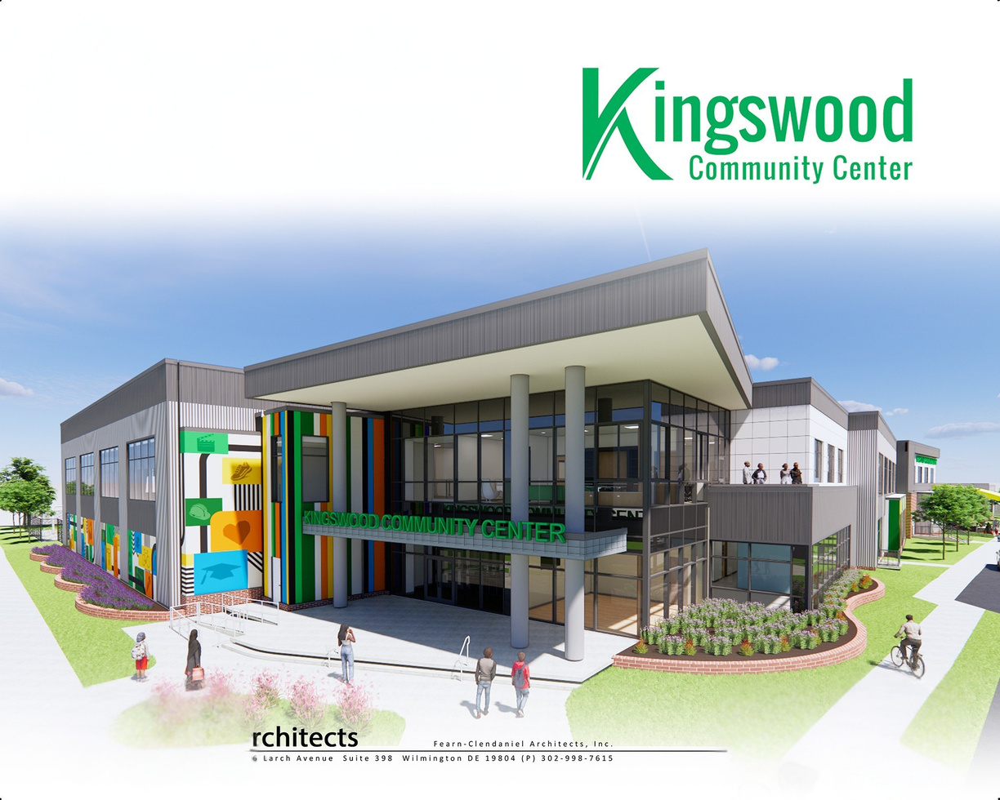 Kingswood
Community Center
KINGSWOOD COMMUNITY CENTER
rchitects
Fearn-Clendaniel Architects, Inc.
Larch Avenue Suite 398 Wilmington DE 19804 (P) 302-998-7615